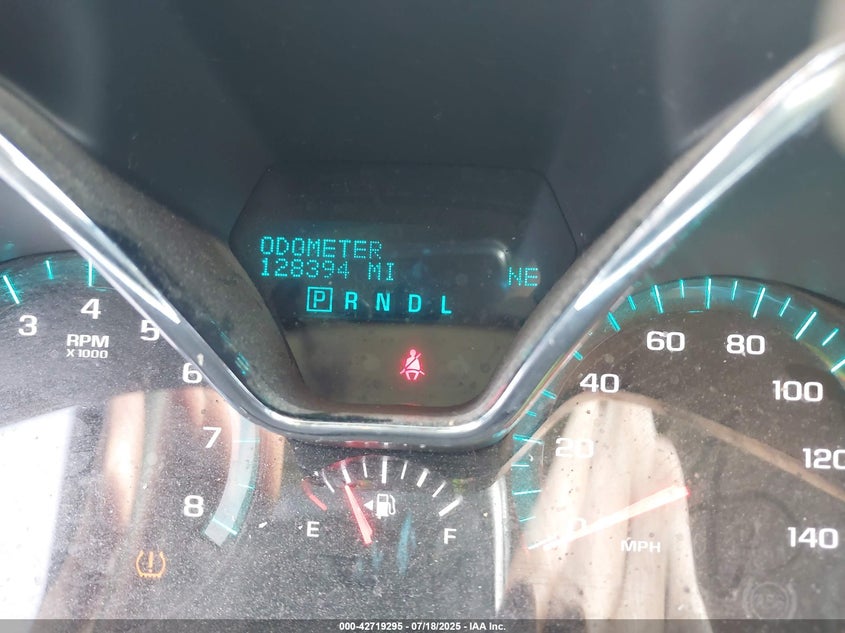 ODOMETER
128394 MI NE
P R N D L
3 4 5 6 7 8
RPM
X1000
E F
20 40 60 80 100 120 140
MPH
000-42719295 - 07/18/2025 - IAA Inc.